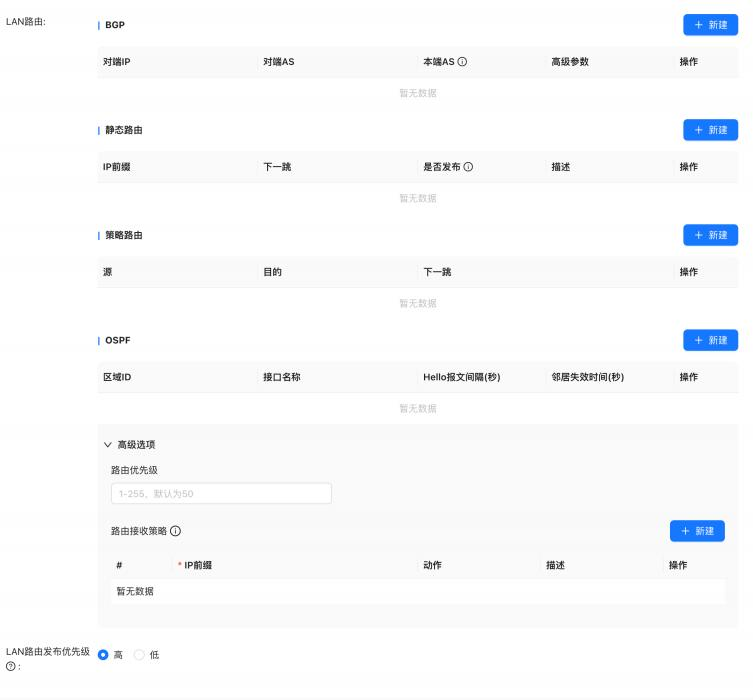 LAN路由:
BGP
+ 新建
对端IP 对端AS 本端AS 高级参数 操作
暂无数据
静态路由
+ 新建
IP前缀 下一跳 是否发布 描述 操作
暂无数据
策略路由
+ 新建
源 目的 下一跳 操作
暂无数据
OSPF
+ 新建
区域ID 接口名称 Hello报文间隔(秒) 邻居失效时间(秒) 操作
暂无数据
高级选项
路由优先级
1-255，默认为50
路由接收策略
+ 新建
# * IP前缀 动作 描述 操作
暂无数据
LAN路由发布优先级 高 低
: